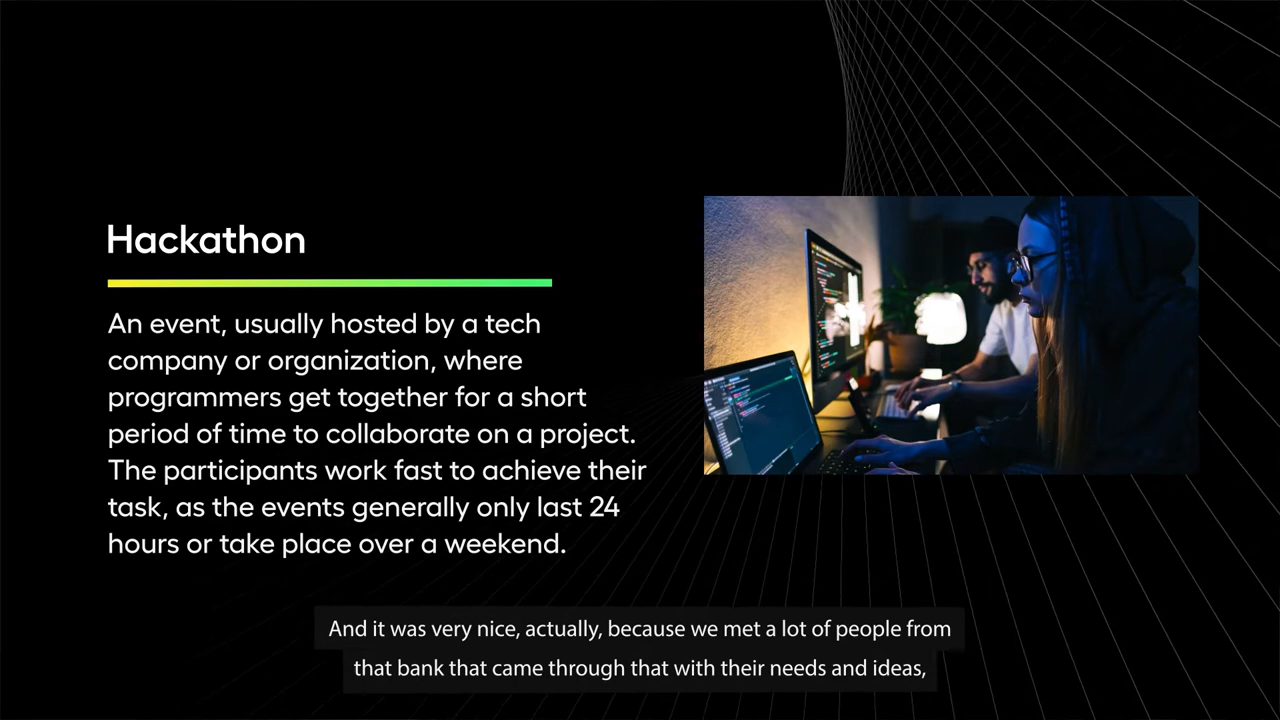 Hackathon
An event, usually hosted by a tech
company or organization, where
programmers get together for a short
period of time to collaborate on a project.
The participants work fast to achieve their
task, as the events generally only last 24
hours or take place over a weekend.
And it was very nice, actually, because we met a lot of people from
that bank that came through that with their needs and ideas,